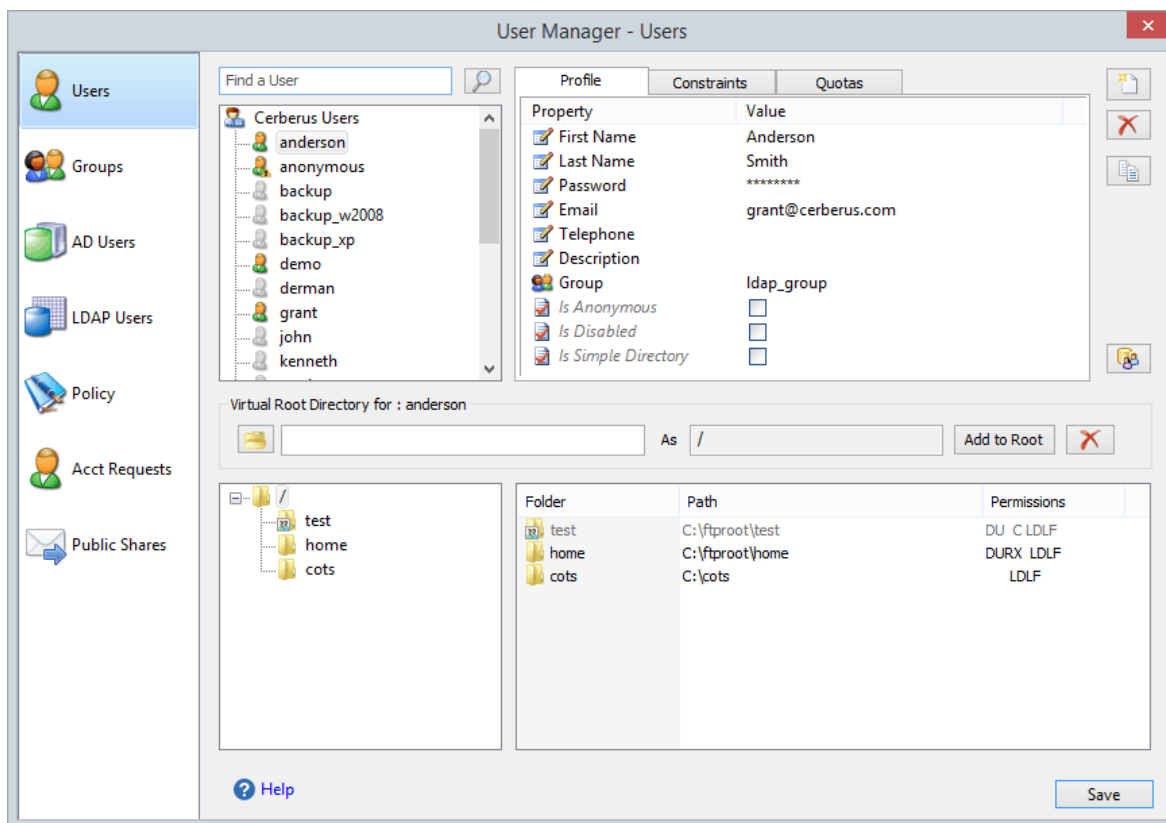 User Manager - Users
Users
Groups
AD Users
LDAP Users
Policy
Acct Requests
Public Shares
Find a User
Cerberus Users
anderson
anonymous
backup
backup_w2008
backup_xp
demo
derman
grant
john
kenneth
Profile Constraints Quotas
Property Value
First Name Anderson
Last Name Smith
Password ********
Email grant@cerberus.com
Telephone
Description
Group ldap_group
Is Anonymous
Is Disabled
Is Simple Directory
Virtual Root Directory for : anderson
As / Add to Root
/
test
home
cots
Folder Path Permissions
test C:\ftproot\test DU C LDLF
home C:\ftproot\home DURX LDLF
cots C:\cots LDLF
Help
Save